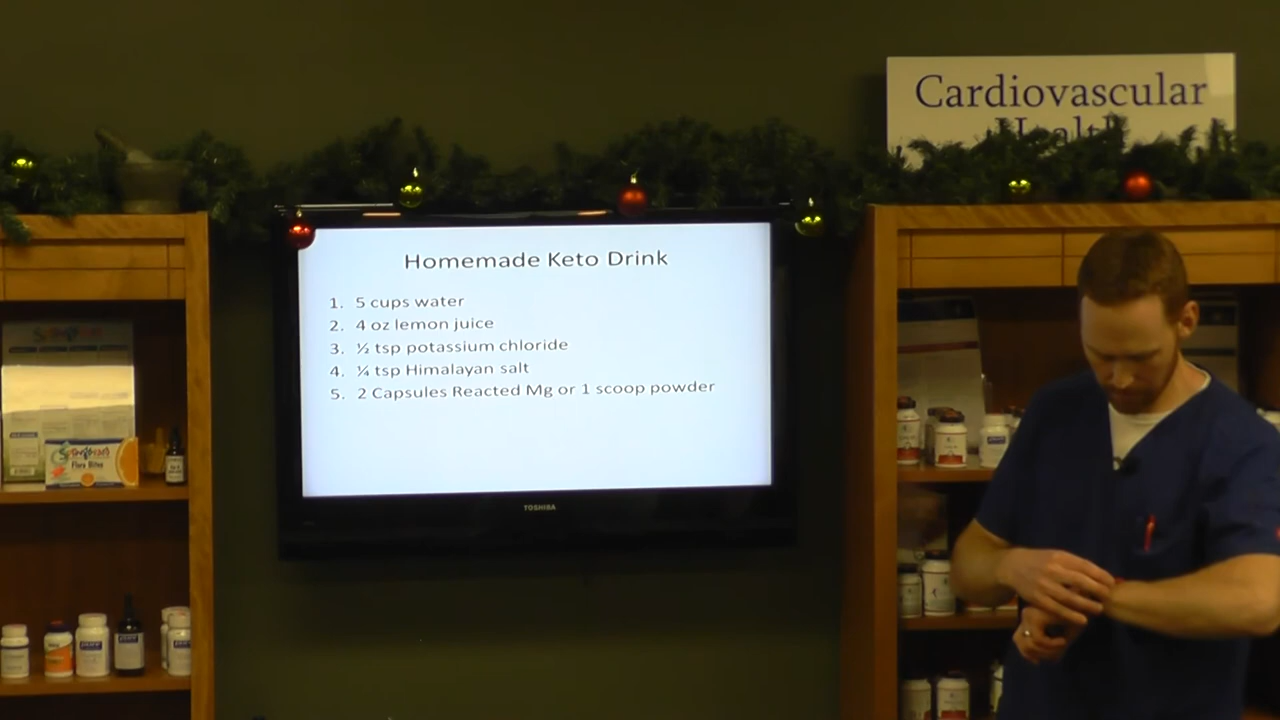 Cardiovascular
Health
Homemade Keto Drink
1. 5 cups water
2. 4 oz lemon juice
3. ½ tsp potassium chloride
4. ¼ tsp Himalayan salt
5. 2 Capsules Reacted Mg or 1 scoop powder
TOSHIBA
Flora Bites